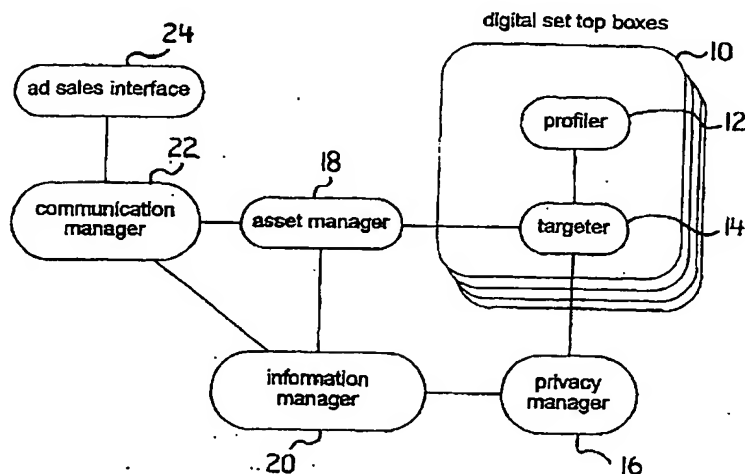 digital set top boxes
24
10
ad sales interface
profiler
12
22
18
communication
manager
asset manager
targeter
14
information
manager
privacy
manager
20
16